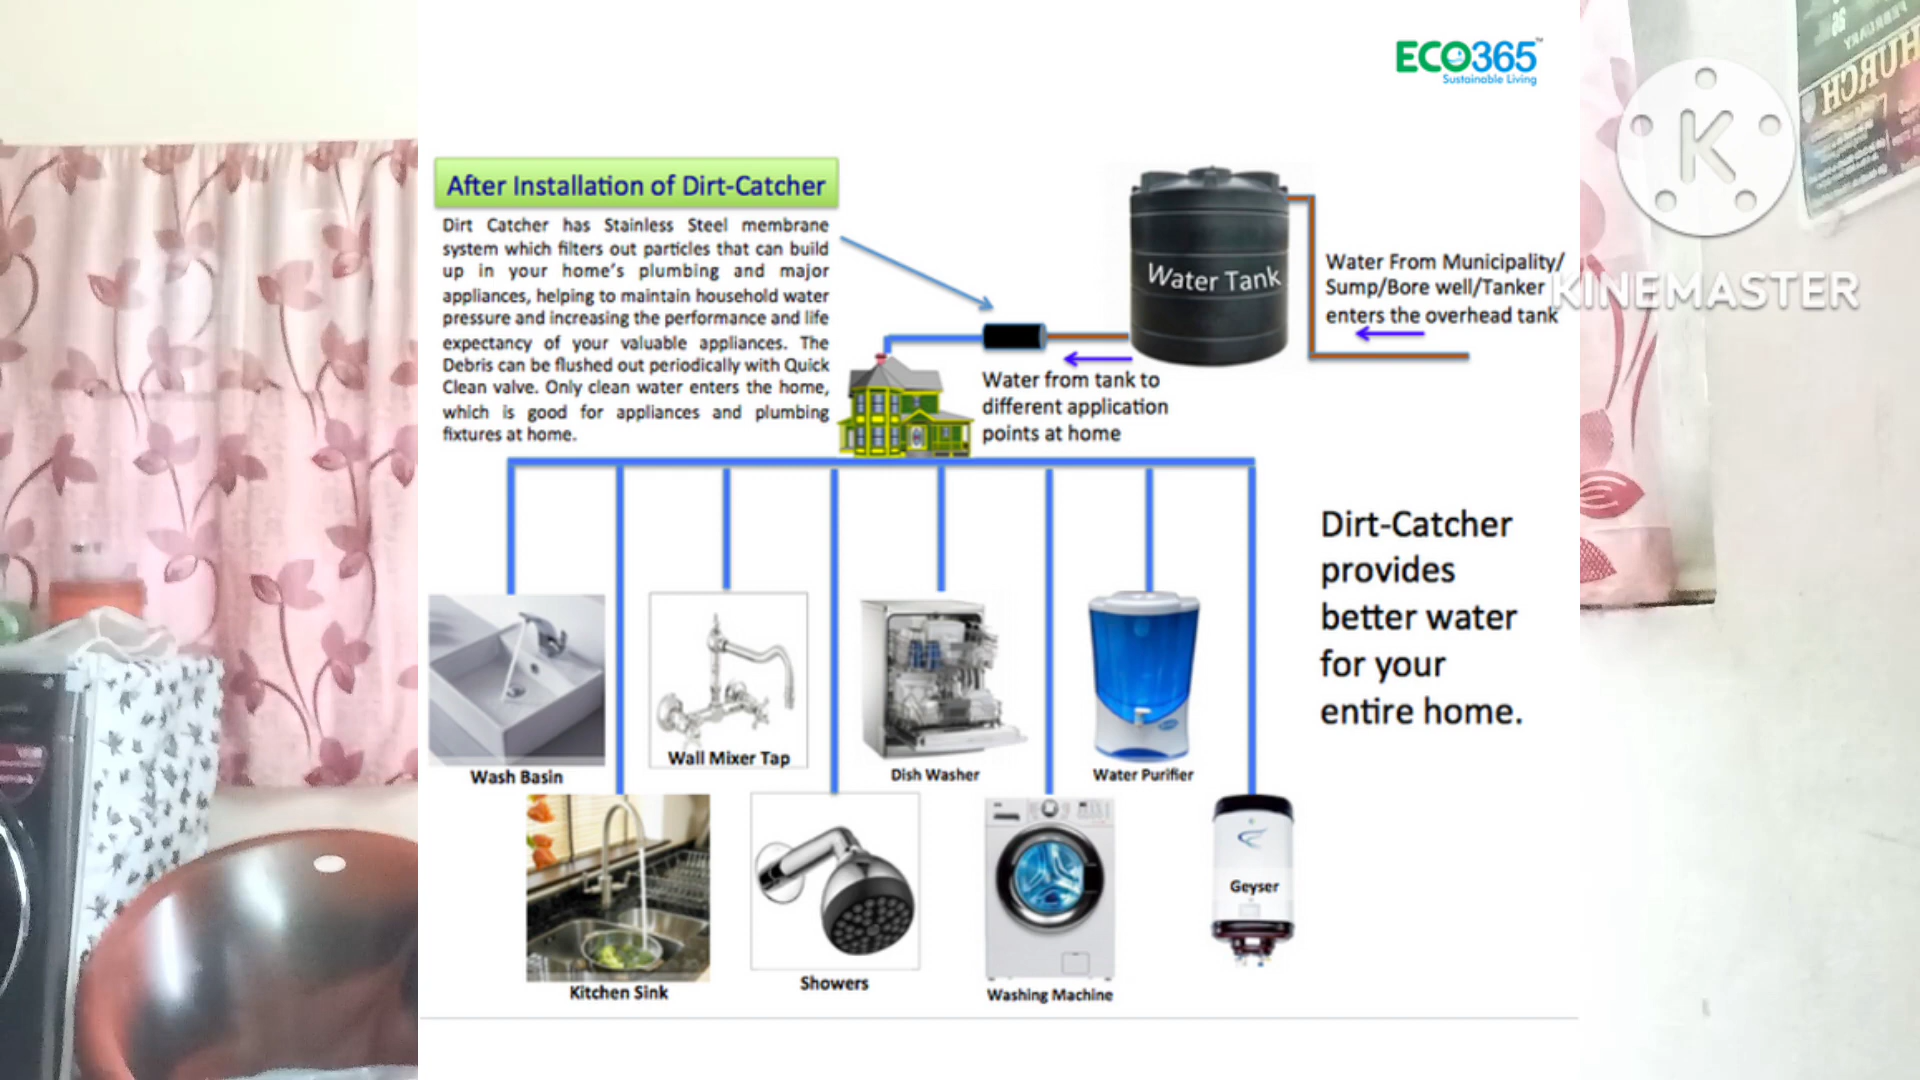 ECO365™
Sustainable Living
After Installation of Dirt-Catcher
Dirt Catcher has Stainless Steel membrane
system which filters out particles that can build
up in your home's plumbing and major
appliances, helping to maintain household water
pressure and increasing the performance and life
expectancy of your valuable appliances. The
Debris can be flushed out periodically with Quick
Clean valve. Only clean water enters the home,
which is good for appliances and plumbing
fixtures at home.
Water Tank
Water From Municipality/
Sump/Bore well/Tanker
enters the overhead tank
Water from tank to
different application
points at home
Dirt-Catcher
provides
better water
for your
entire home.
Wash Basin
Wall Mixer Tap
Dish Washer
Water Purifier
Kitchen Sink
Showers
Washing Machine
Geyser
K
KINEMASTER
26
FEBRUARY
HURCH